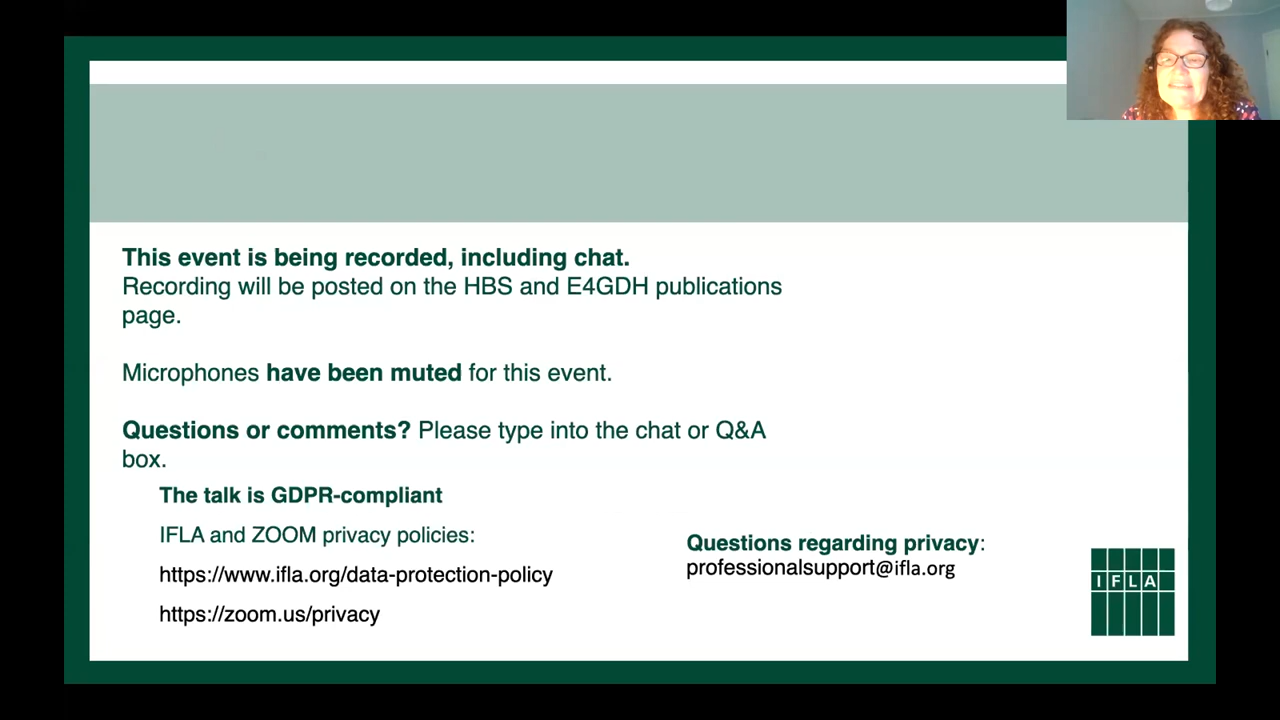 This event is being recorded, including chat.
Recording will be posted on the HBS and E4GDH publications
page.
Microphones have been muted for this event.
Questions or comments? Please type into the chat or Q&A
box.
The talk is GDPR-compliant
IFLA and ZOOM privacy policies:
https://www.ifla.org/data-protection-policy
https://zoom.us/privacy
Questions regarding privacy:
professionalsupport@ifla.org
IFLA